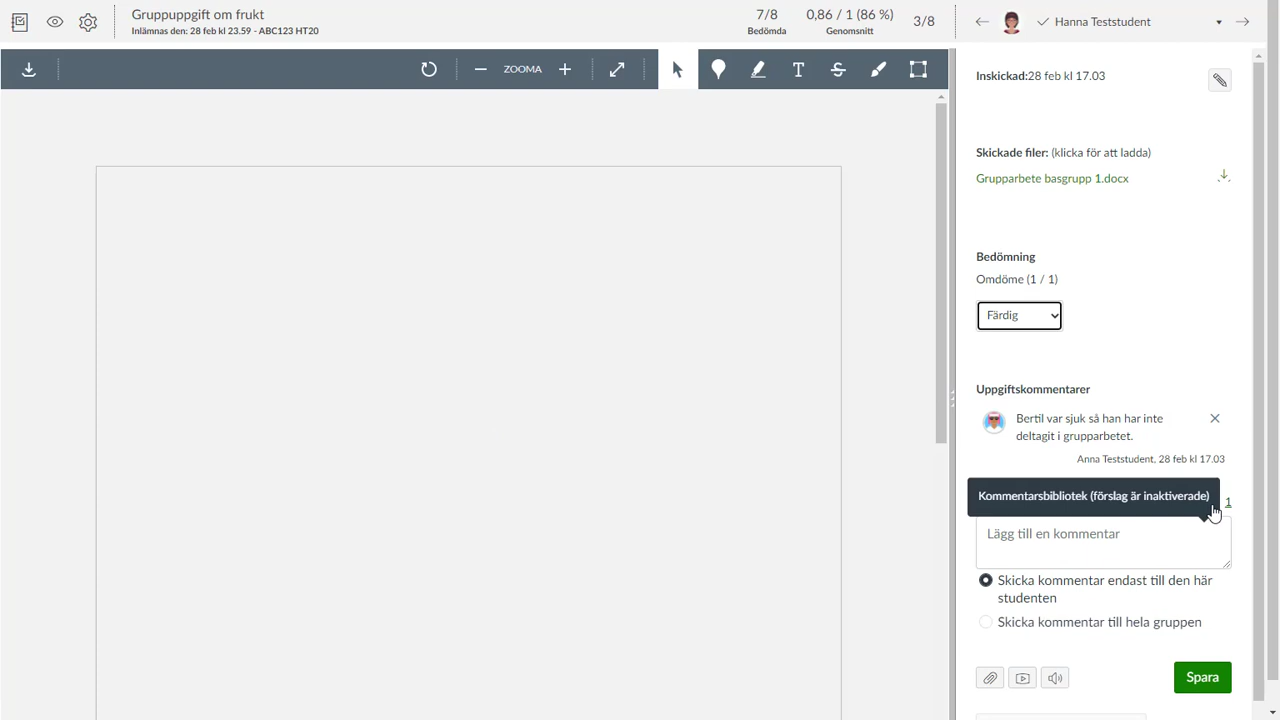 Gruppuppgift om frukt
Inlämnas den: 28 feb kl 23.59 - ABC123 HT20
7/8
Bedömda
0,86 / 1 (86 %)
Genomsnitt
3/8
Hanna Teststudent
ZOOMA
Inskickad:28 feb kl 17.03
Skickade filer: (klicka för att ladda)
Grupparbete basgrupp 1.docx
Bedömning
Omdöme (1 / 1)
Färdig
Uppgiftskommentarer
Bertil var sjuk så han har inte
deltagit i grupparbetet.
Anna Teststudent, 28 feb kl 17.03
Kommentarsbibliotek (förslag är inaktiverade)
1
Lägg till en kommentar
Skicka kommentar endast till den här
studenten
Skicka kommentar till hela gruppen
Spara